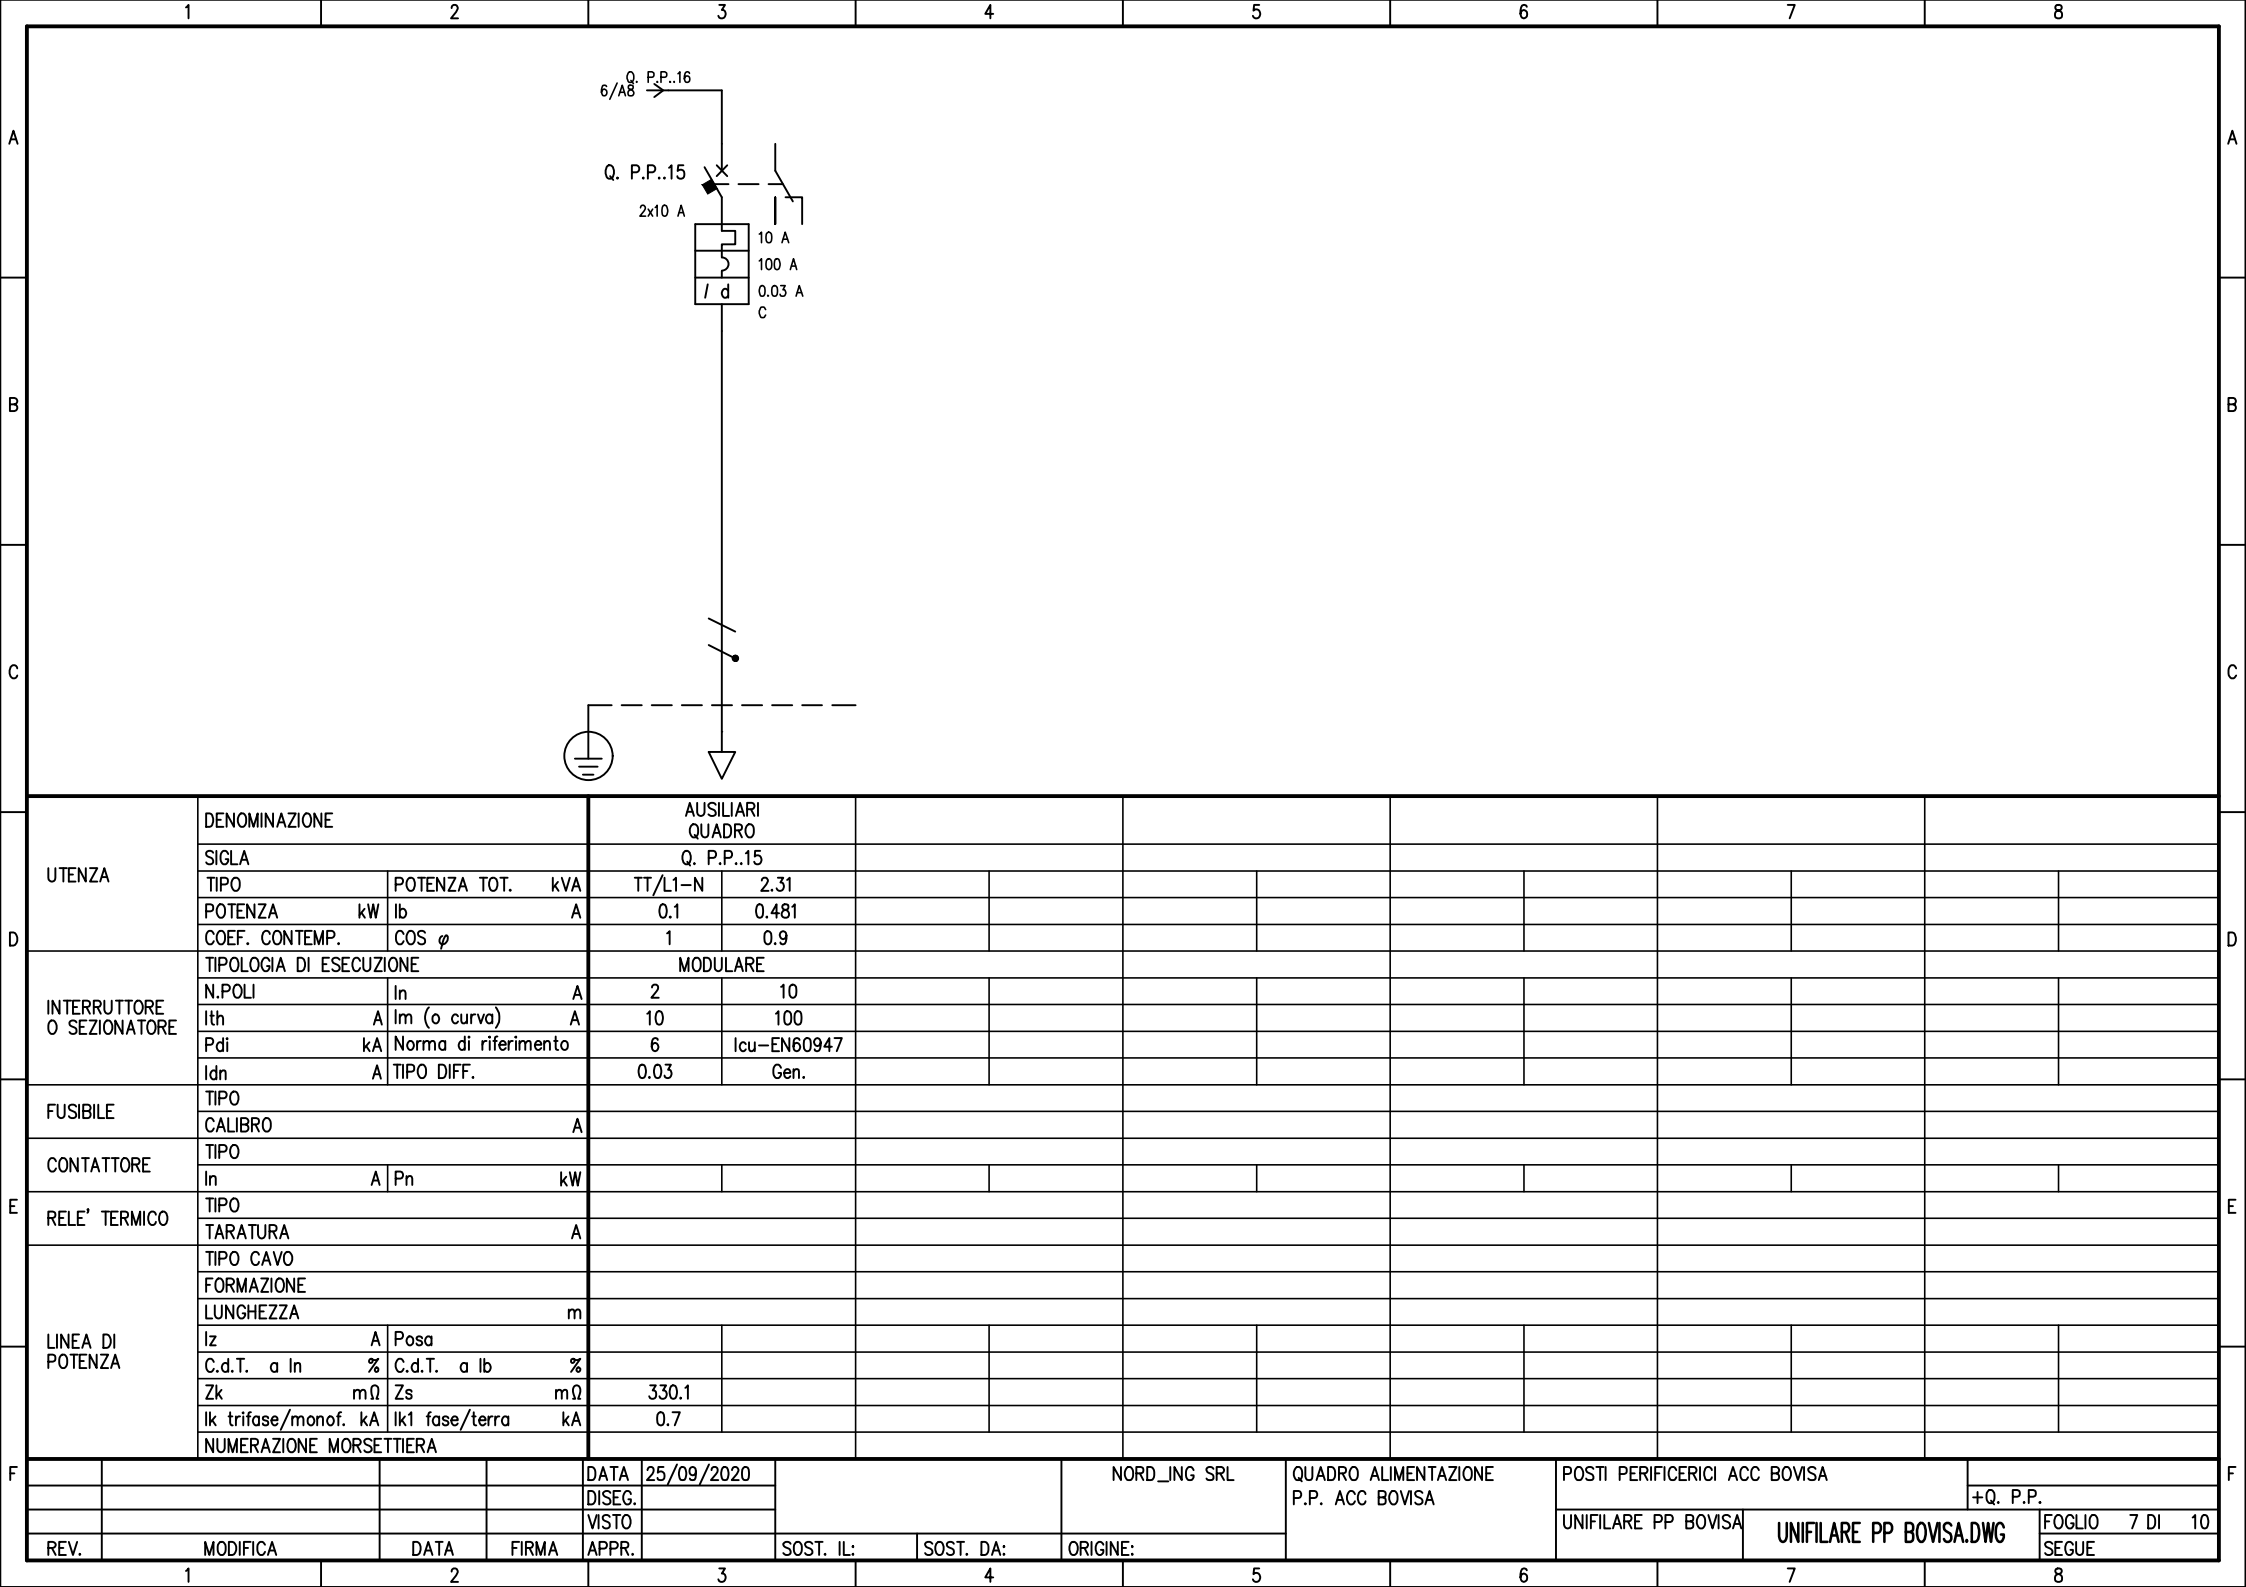 1 2 3 4 5 6 7 8
Q. P.P..16
6/A8
A A
Q. P.P..15
2x10 A
10 A
100 A
I d 0.03 A
C
B B
C C
UTENZA
DENOMINAZIONE AUSILIARI
QUADRO
SIGLA Q. P.P..15
TIPO POTENZA TOT. kVA TT/L1-N 2.31
POTENZA kW Ib A 0.1 0.481
D COEF. CONTEMP. COS φ 1 0.9 D
INTERRUTTORE
O SEZIONATORE
TIPOLOGIA DI ESECUZIONE MODULARE
N.POLI In A 2 10
Ith A Im (o curva) A 10 100
Pdi kA Norma di riferimento 6 Icu-EN60947
Idn A TIPO DIFF. 0.03 Gen.
FUSIBILE
TIPO
CALIBRO A
CONTATTORE
TIPO
In A Pn kW
E E
RELE' TERMICO
TIPO
TARATURA A
LINEA DI
POTENZA
TIPO CAVO
FORMAZIONE
LUNGHEZZA m
Iz A Posa
C.d.T. a In % C.d.T. a Ib %
Zk mΩ Zs mΩ 330.1
Ik trifase/monof. kA Ik1 fase/terra kA 0.7
NUMERAZIONE MORSETTIERA
F DATA 25/09/2020 NORD_ING SRL QUADRO ALIMENTAZIONE POSTI PERIFICERICI ACC BOVISA F
DISEG. P.P. ACC BOVISA +Q. P.P.
VISTO UNIFILARE PP BOVISA UNIFILARE PP BOVISA.DWG FOGLIO 7 DI 10
REV. MODIFICA DATA FIRMA APPR. SOST. IL: SOST. DA: ORIGINE: SEGUE
1 2 3 4 5 6 7 8